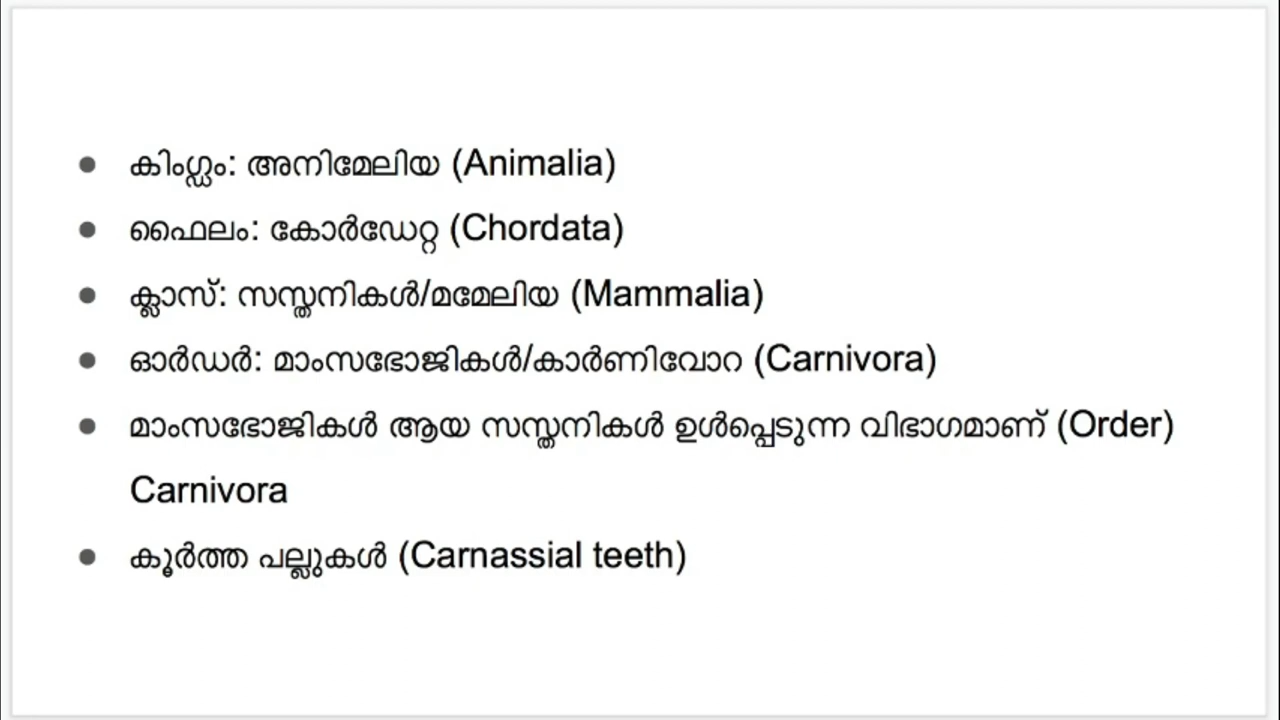 • കിംഗ്ഡം: അനിമേലിയ (Animalia)
• ഫൈലം: കോർഡേറ്റ (Chordata)
• ക്ലാസ്: സസ്തനികൾ/മമേലിയ (Mammalia)
• ഓർഡർ: മാംസഭോജികൾ/കാർണിവോറ (Carnivora)
• മാംസഭോജികൾ ആയ സസ്തനികൾ ഉൾപ്പെടുന്ന വിഭാഗമാണ് (Order)
Carnivora
• കൂർത്ത പല്ലുകൾ (Carnassial teeth)